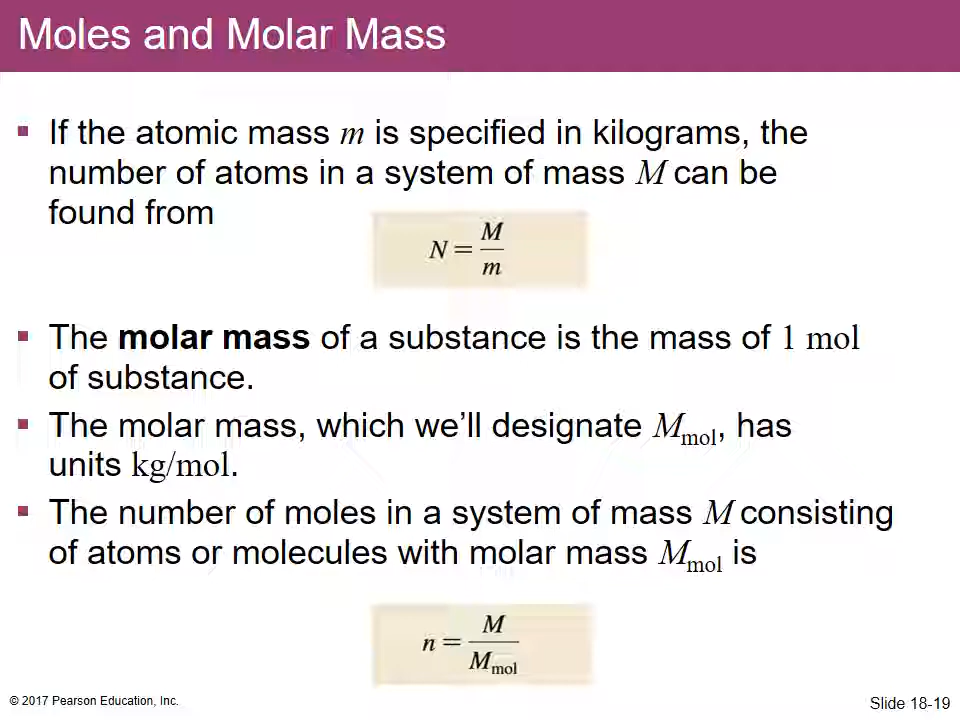 Moles and Molar Mass
▪ If the atomic mass m is specified in kilograms, the
number of atoms in a system of mass M can be
found from
N = M/m
▪ The molar mass of a substance is the mass of 1 mol
of substance.
▪ The molar mass, which we’ll designate M_mol, has
units kg/mol.
▪ The number of moles in a system of mass M consisting
of atoms or molecules with molar mass M_mol is
n = M/M_mol
© 2017 Pearson Education, Inc.
Slide 18-19